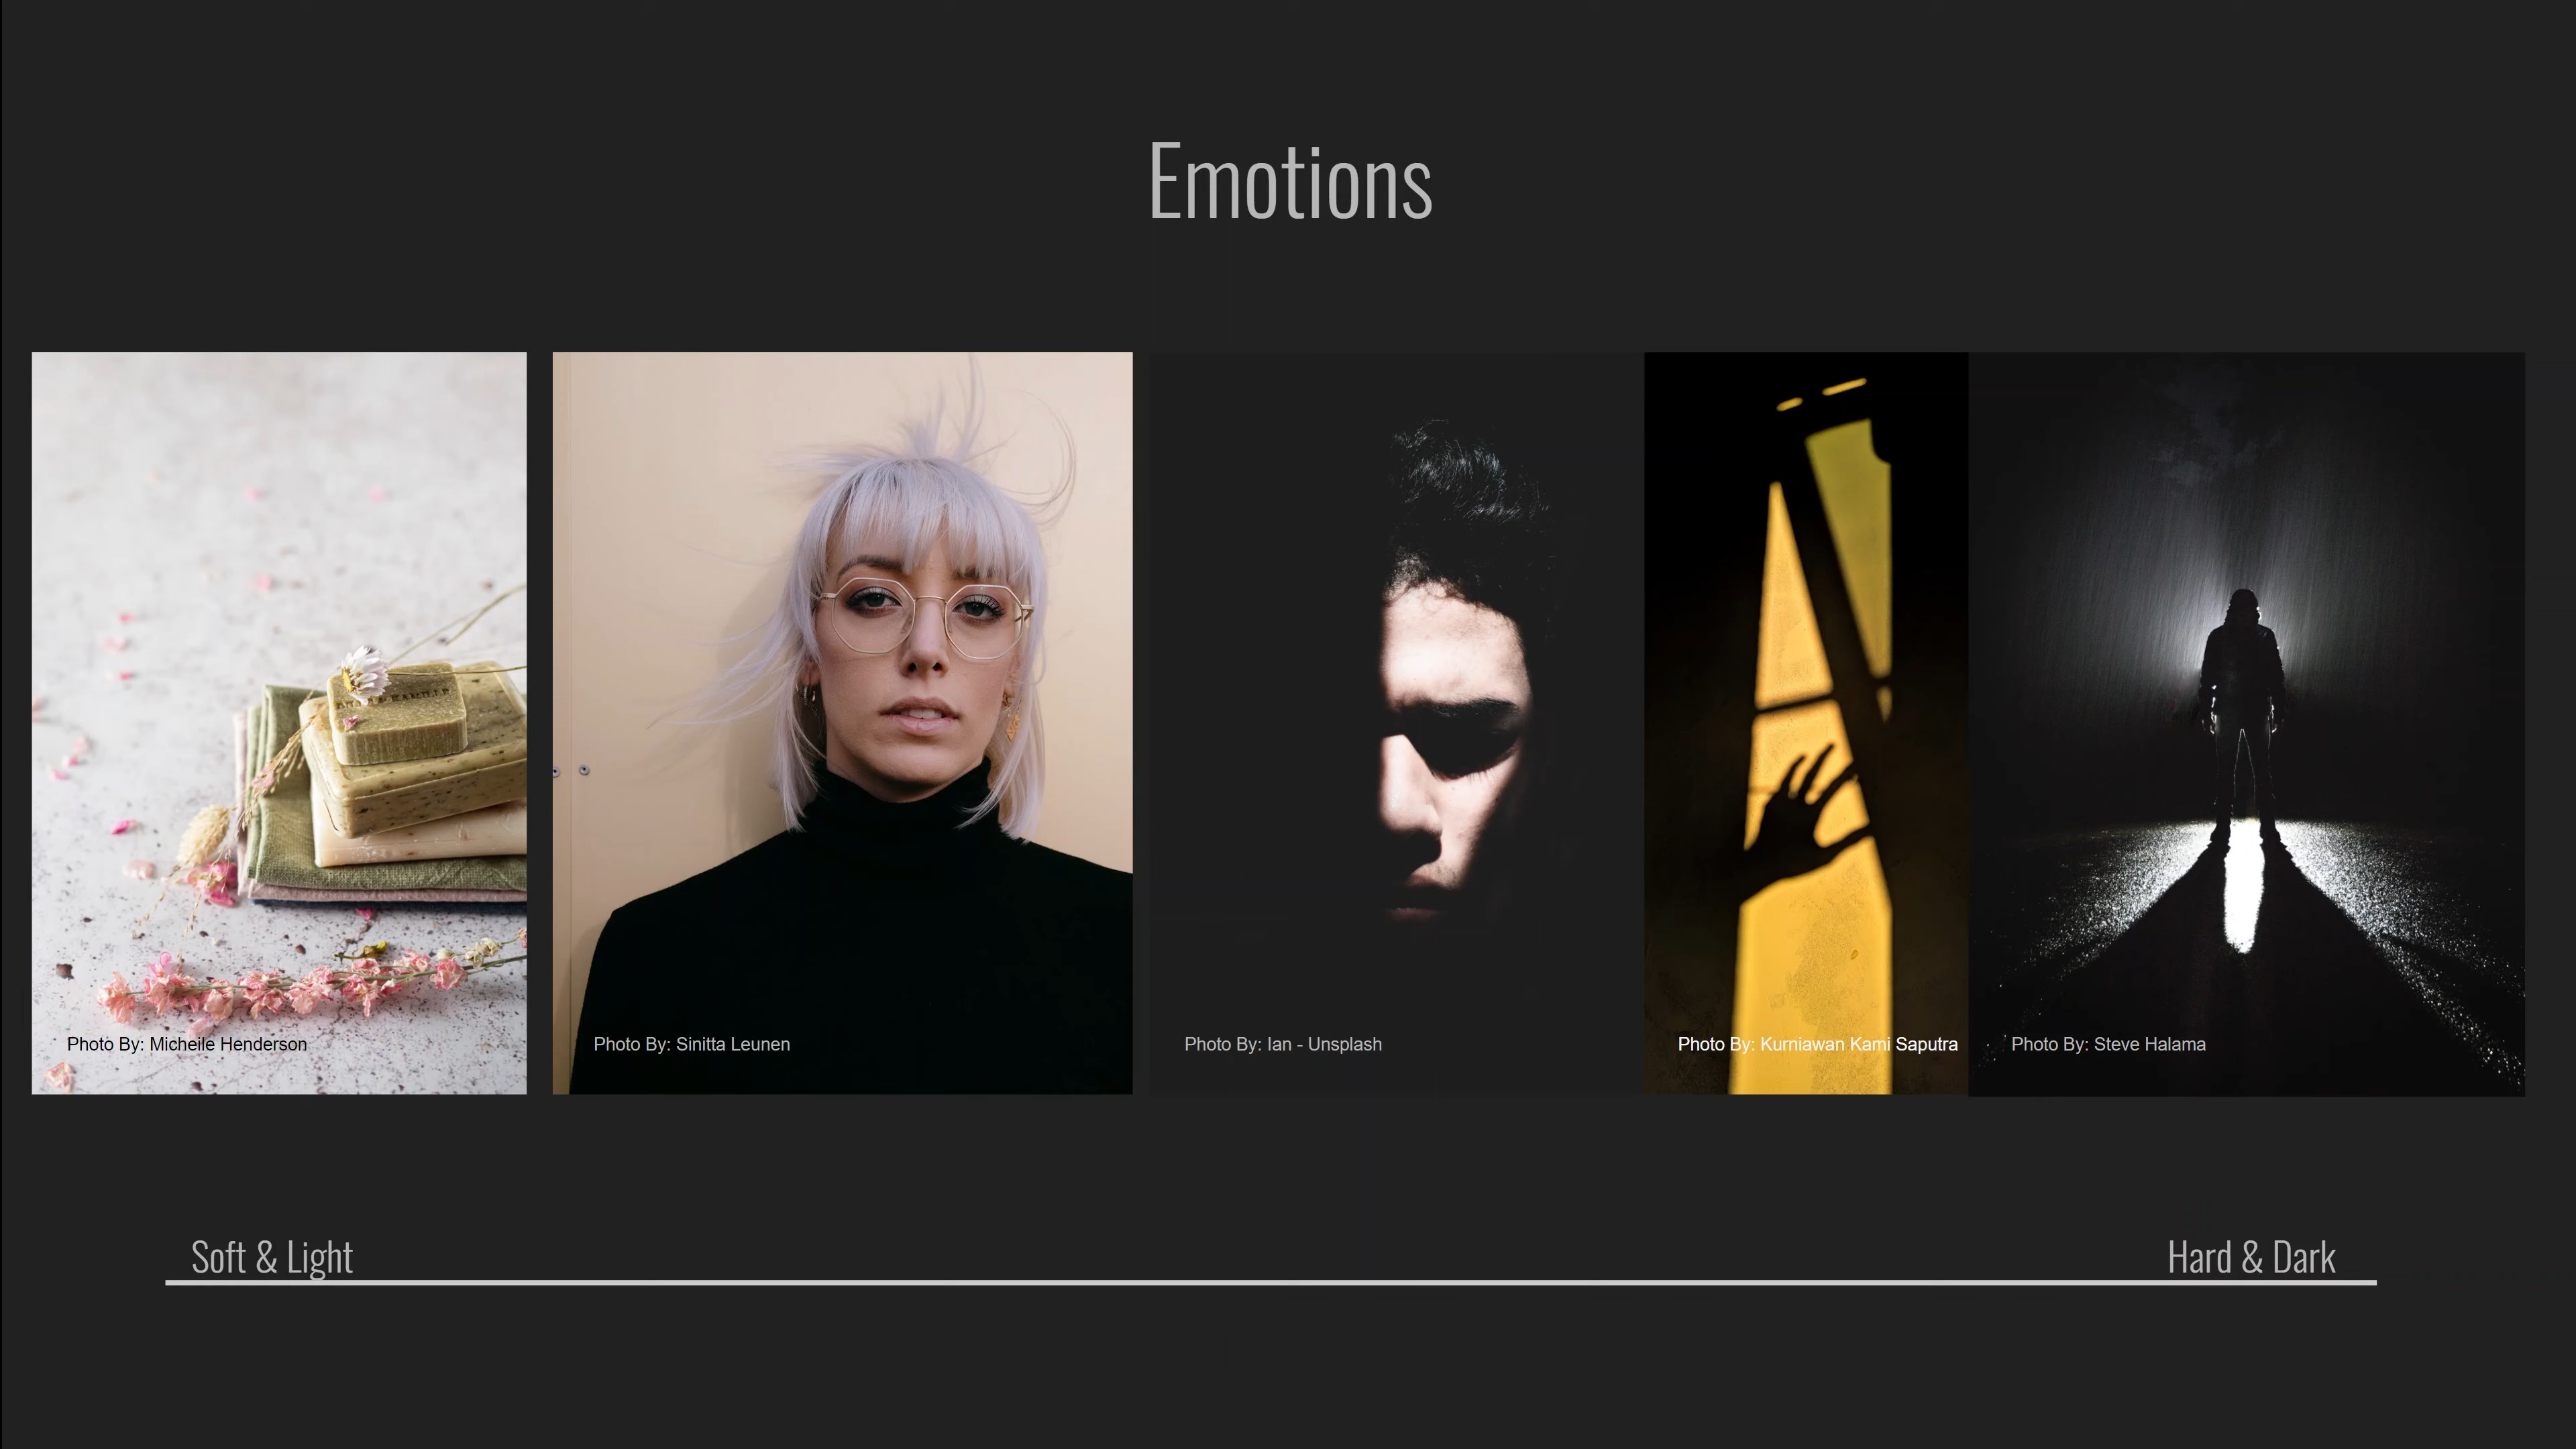 Emotions
Photo By: Micheile Henderson
Photo By: Sinitta Leunen
Photo By: Ian - Unsplash
Photo By: Kurniawan Kami Saputra
Photo By: Steve Halama
Soft & Light
Hard & Dark